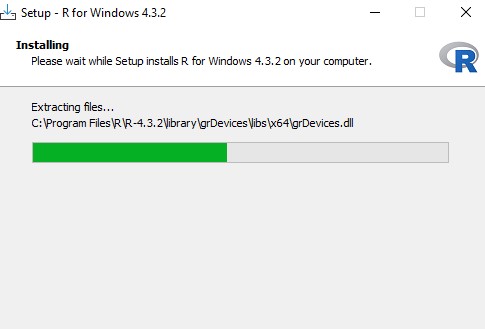 Setup - R for Windows 4.3.2
Installing
Please wait while Setup installs R for Windows 4.3.2 on your computer.
R
Extracting files...
C:\Program Files\R\R-4.3.2\library\grDevices\libs\x64\grDevices.dll